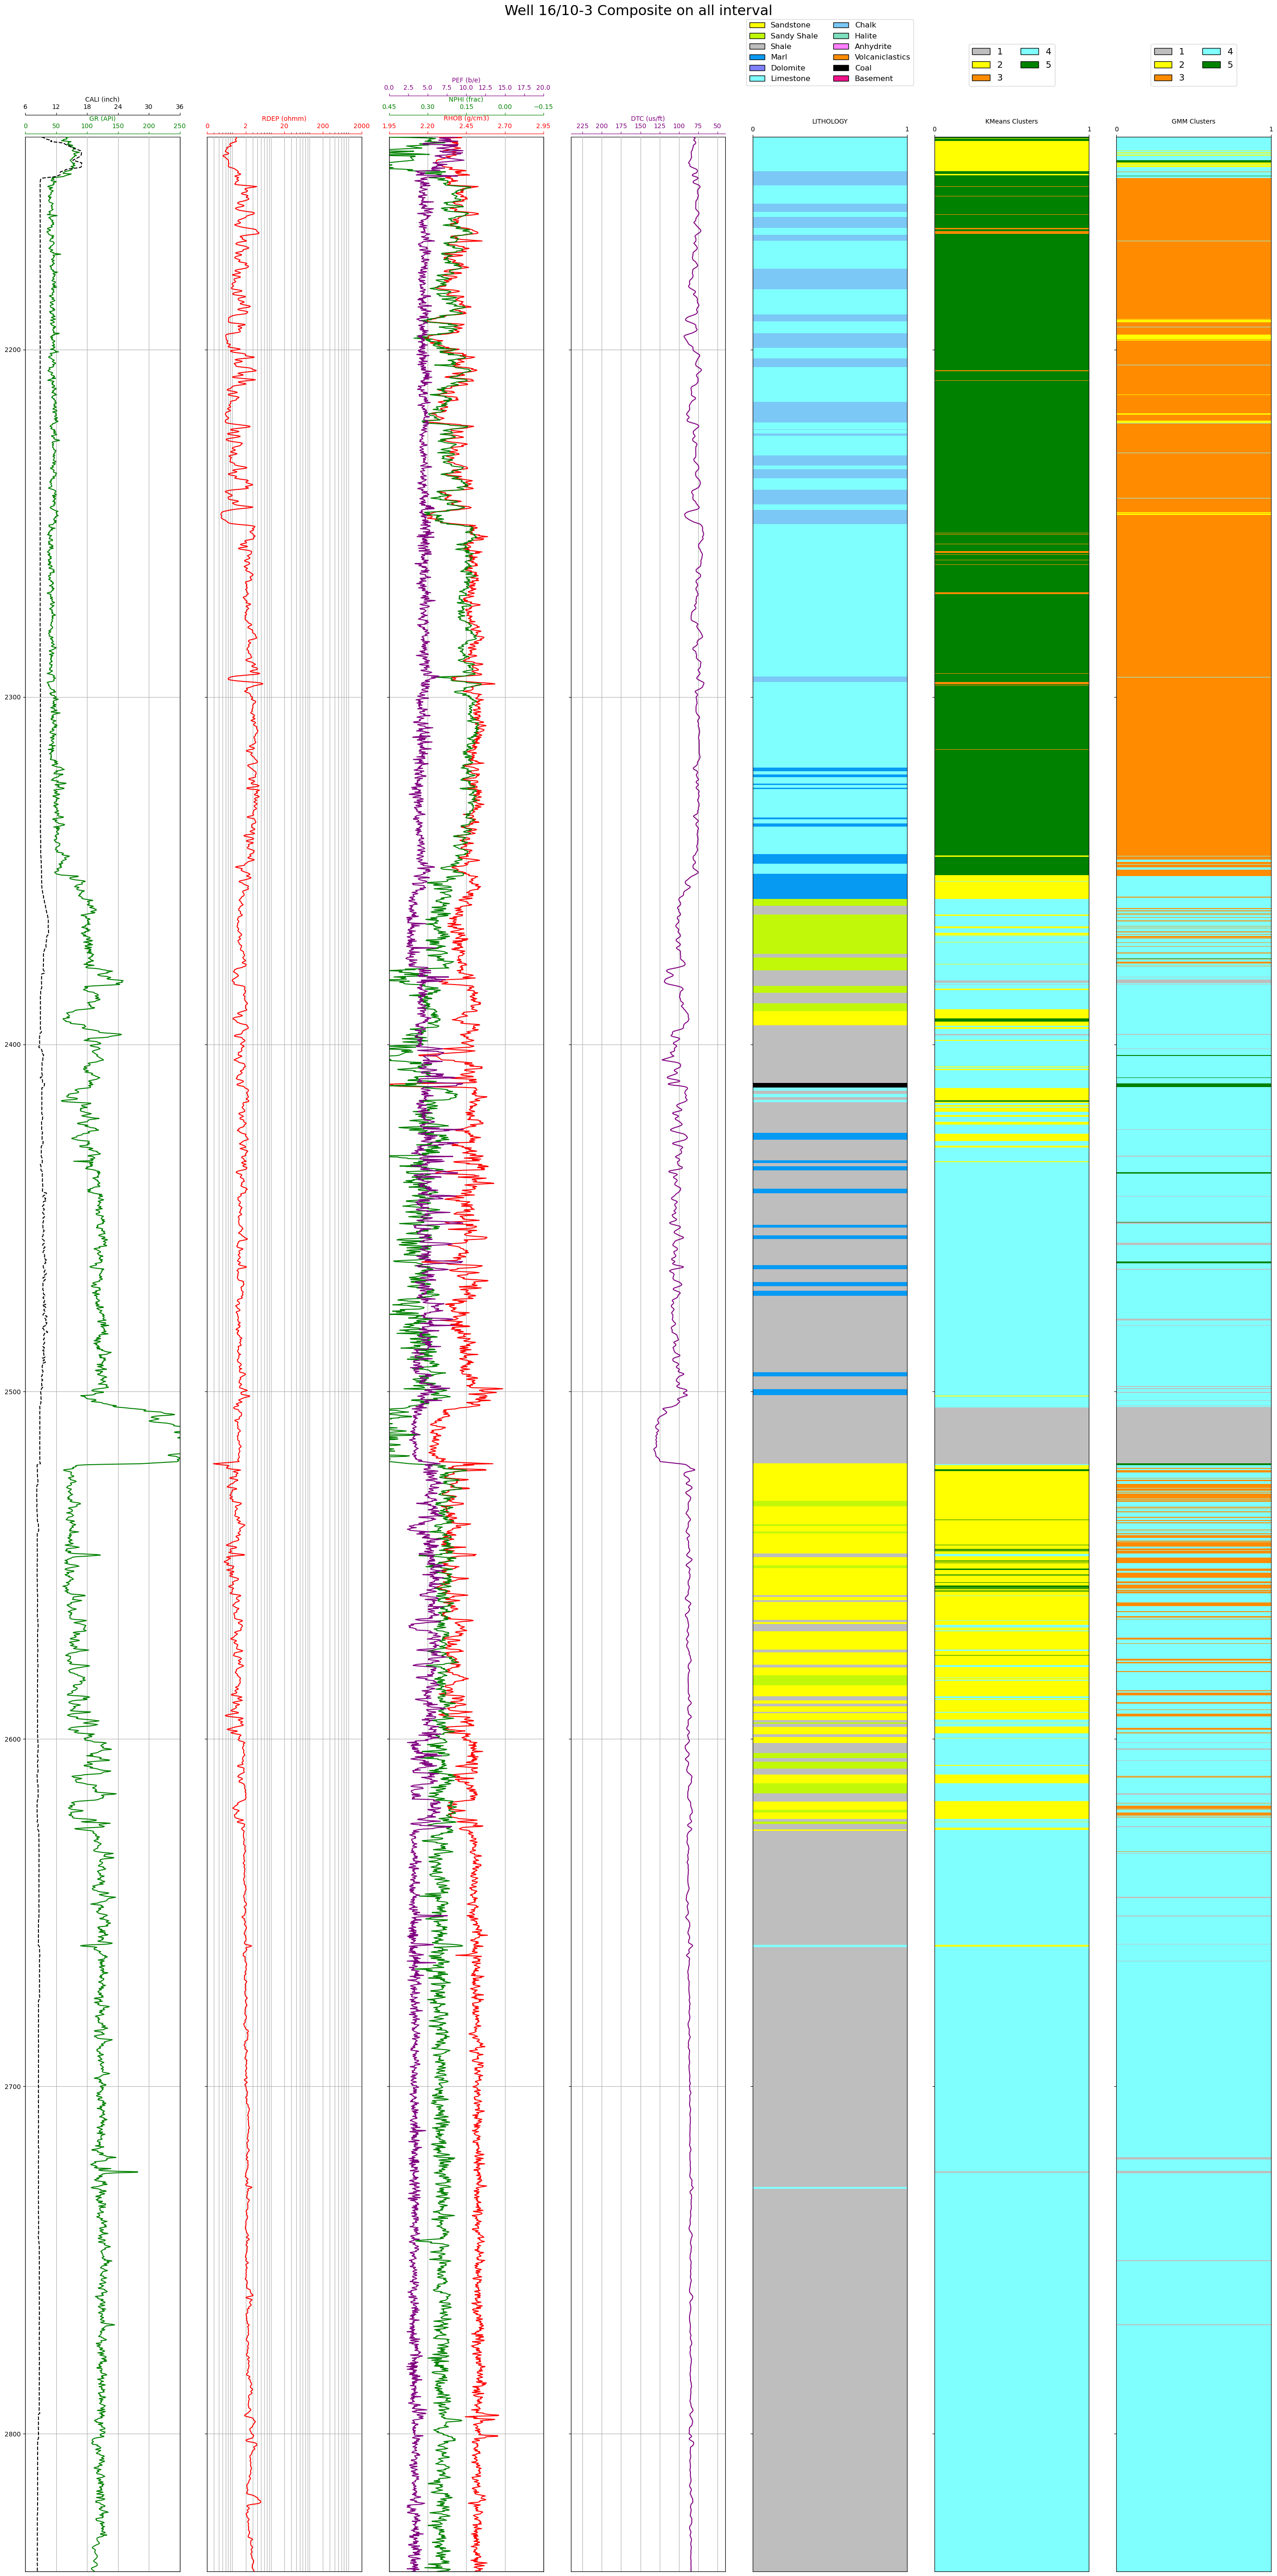 Well 16/10-3 Composite on all interval
Sandstone Chalk
Sandy Shale Halite
Shale Anhydrite
Marl Volcaniclastics
Dolomite Coal
Limestone Basement
1 4
2 5
3
1 4
2 5
3
PEF (b/e)
0.0 2.5 5.0 7.5 10.0 12.5 15.0 17.5 20.0
CALI (inch)
6 12 18 24 30 36
NPHI (frac)
0.45 0.30 0.15 0.00 −0.15
GR (API)
0 50 100 150 200 250
RDEP (ohmm)
0 2 20 200 2000
RHOB (g/cm3)
1.95 2.20 2.45 2.70 2.95
DTC (us/ft)
225 200 175 150 125 100 75 50
LITHOLOGY
0 1
KMeans Clusters
0 1
GMM Clusters
0 1
2200
2300
2400
2500
2600
2700
2800